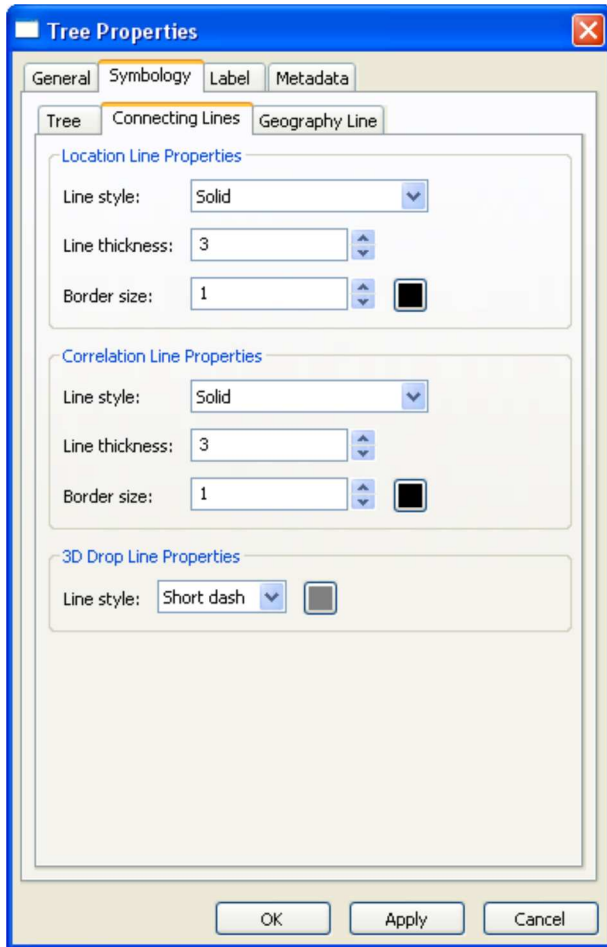 Tree Properties
General Symbology Label Metadata
Tree Connecting Lines Geography Line
Location Line Properties
Line style: Solid
Line thickness: 3
Border size: 1
Correlation Line Properties
Line style: Solid
Line thickness: 3
Border size: 1
3D Drop Line Properties
Line style: Short dash
OK Apply Cancel